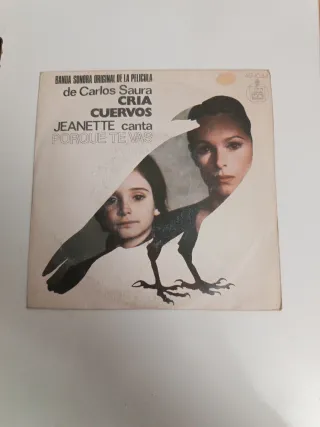 BANDA SONORA ORIGINAL DE LA PELICULA
de Carlos Saura
CRIA
CUERVOS
JEANETTE canta
PORQUE TE VAS